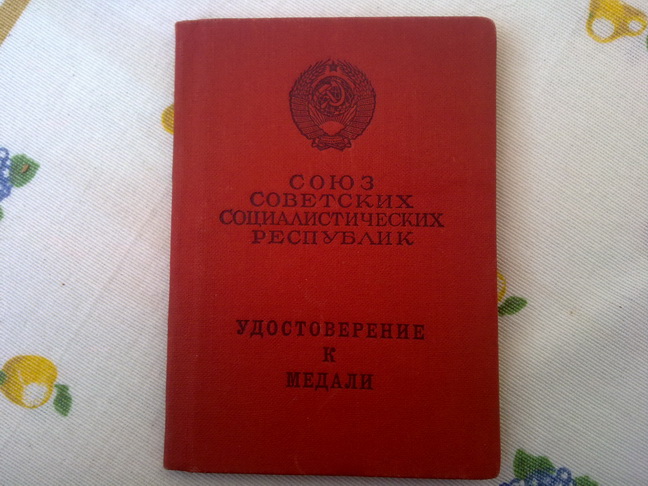 СОЮЗ
СОВЕТСКИХ
СОЦИАЛИСТИЧЕСКИХ
РЕСПУБЛИК
УДОСТОВЕРЕНИЕ
К
МЕДАЛИ